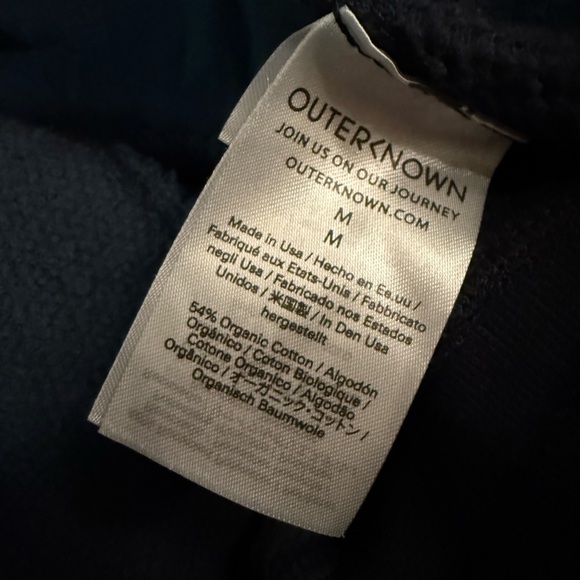 OUTERKNOWN
JOIN US ON OUR JOURNEY
OUTERKNOWN.COM
M
M
Made in Usa / Hecho en Ee.uu /
Fabriqué aux Etats-Unis / Fabbricato
negli Usa / Fabricado nos Estados
Unidos / 米国製 / In Den Usa
hergestellt
54% Organic Cotton / Algodón
Orgánico / Coton Biologique /
Cotone Organico / Algodão
Orgânico / オーガニック・コットン /
Organisch Baumwole